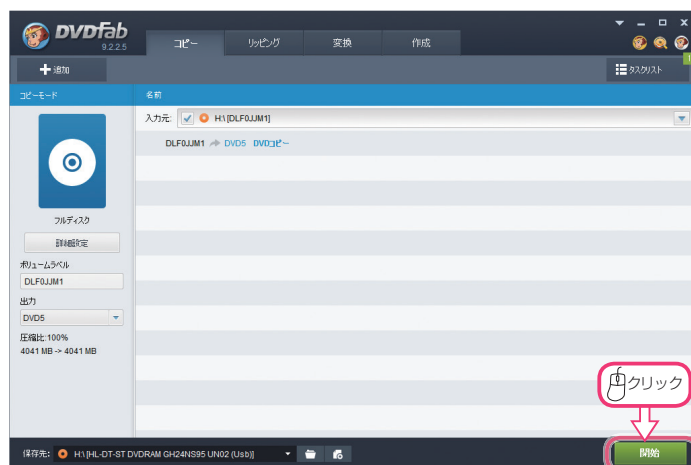 DVDFab
9.2.2.5
コピー
リッピング
変換
作成
追加
タスクリスト
コピーモード
名前
入力元:
H:\ [DLF0JJM1]
DLF0JJM1
DVD5
DVDコピー
フルディスク
詳細設定
ボリュームラベル
DLF0JJM1
出力
DVD5
圧縮比:100%
4041 MB -> 4041 MB
クリック
保存先:
H:\ [HL-DT-ST DVDRAM GH24NS95 UN02 (Usb)]
開始